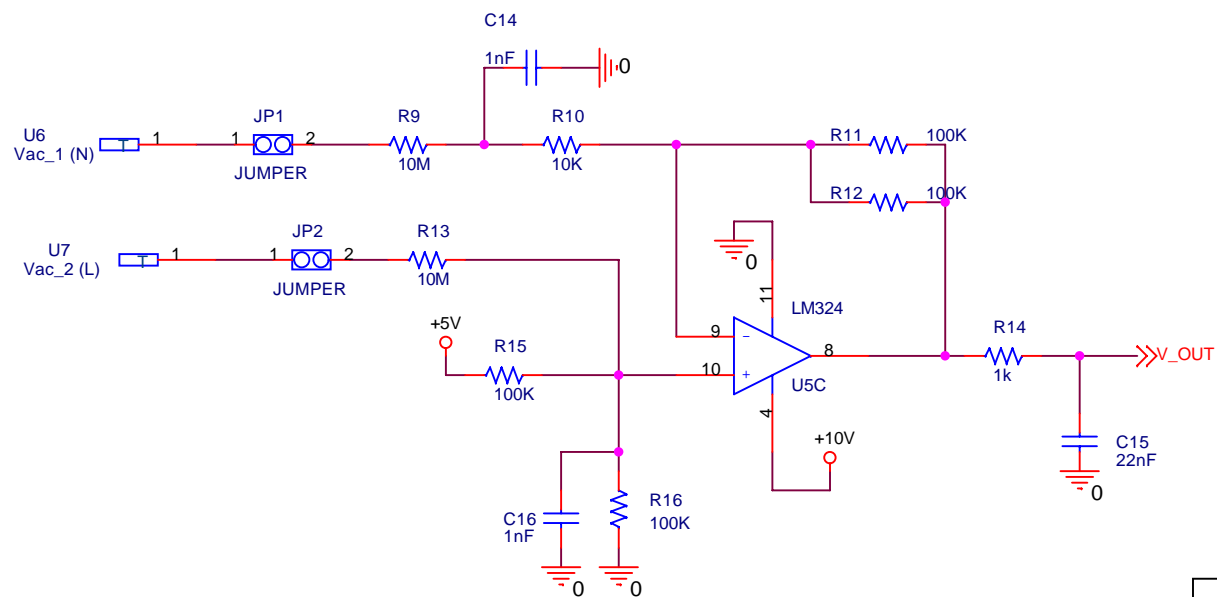 C14
1nF
0
U6
Vac_1 (N)
T
1
JP1
1
2
JUMPER
R9
10M
R10
10K
R11
100K
R12
100K
U7
Vac_2 (L)
T
1
JP2
1
2
JUMPER
R13
10M
0
11
LM324
+5V
R15
100K
9
10
8
U5C
4
R14
1k
V_OUT
+10V
C15
22nF
0
C16
1nF
R16
100K
0
0